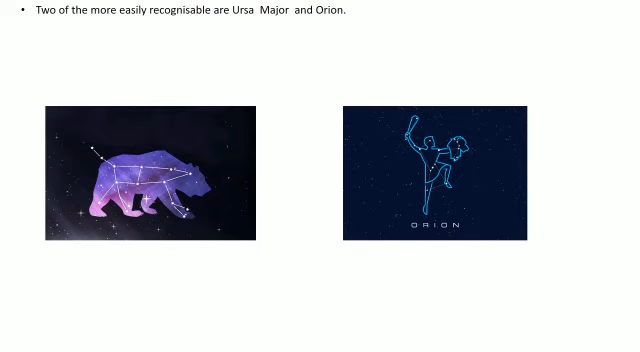 • Two of the more easily recognisable are Ursa Major and Orion.
ORION